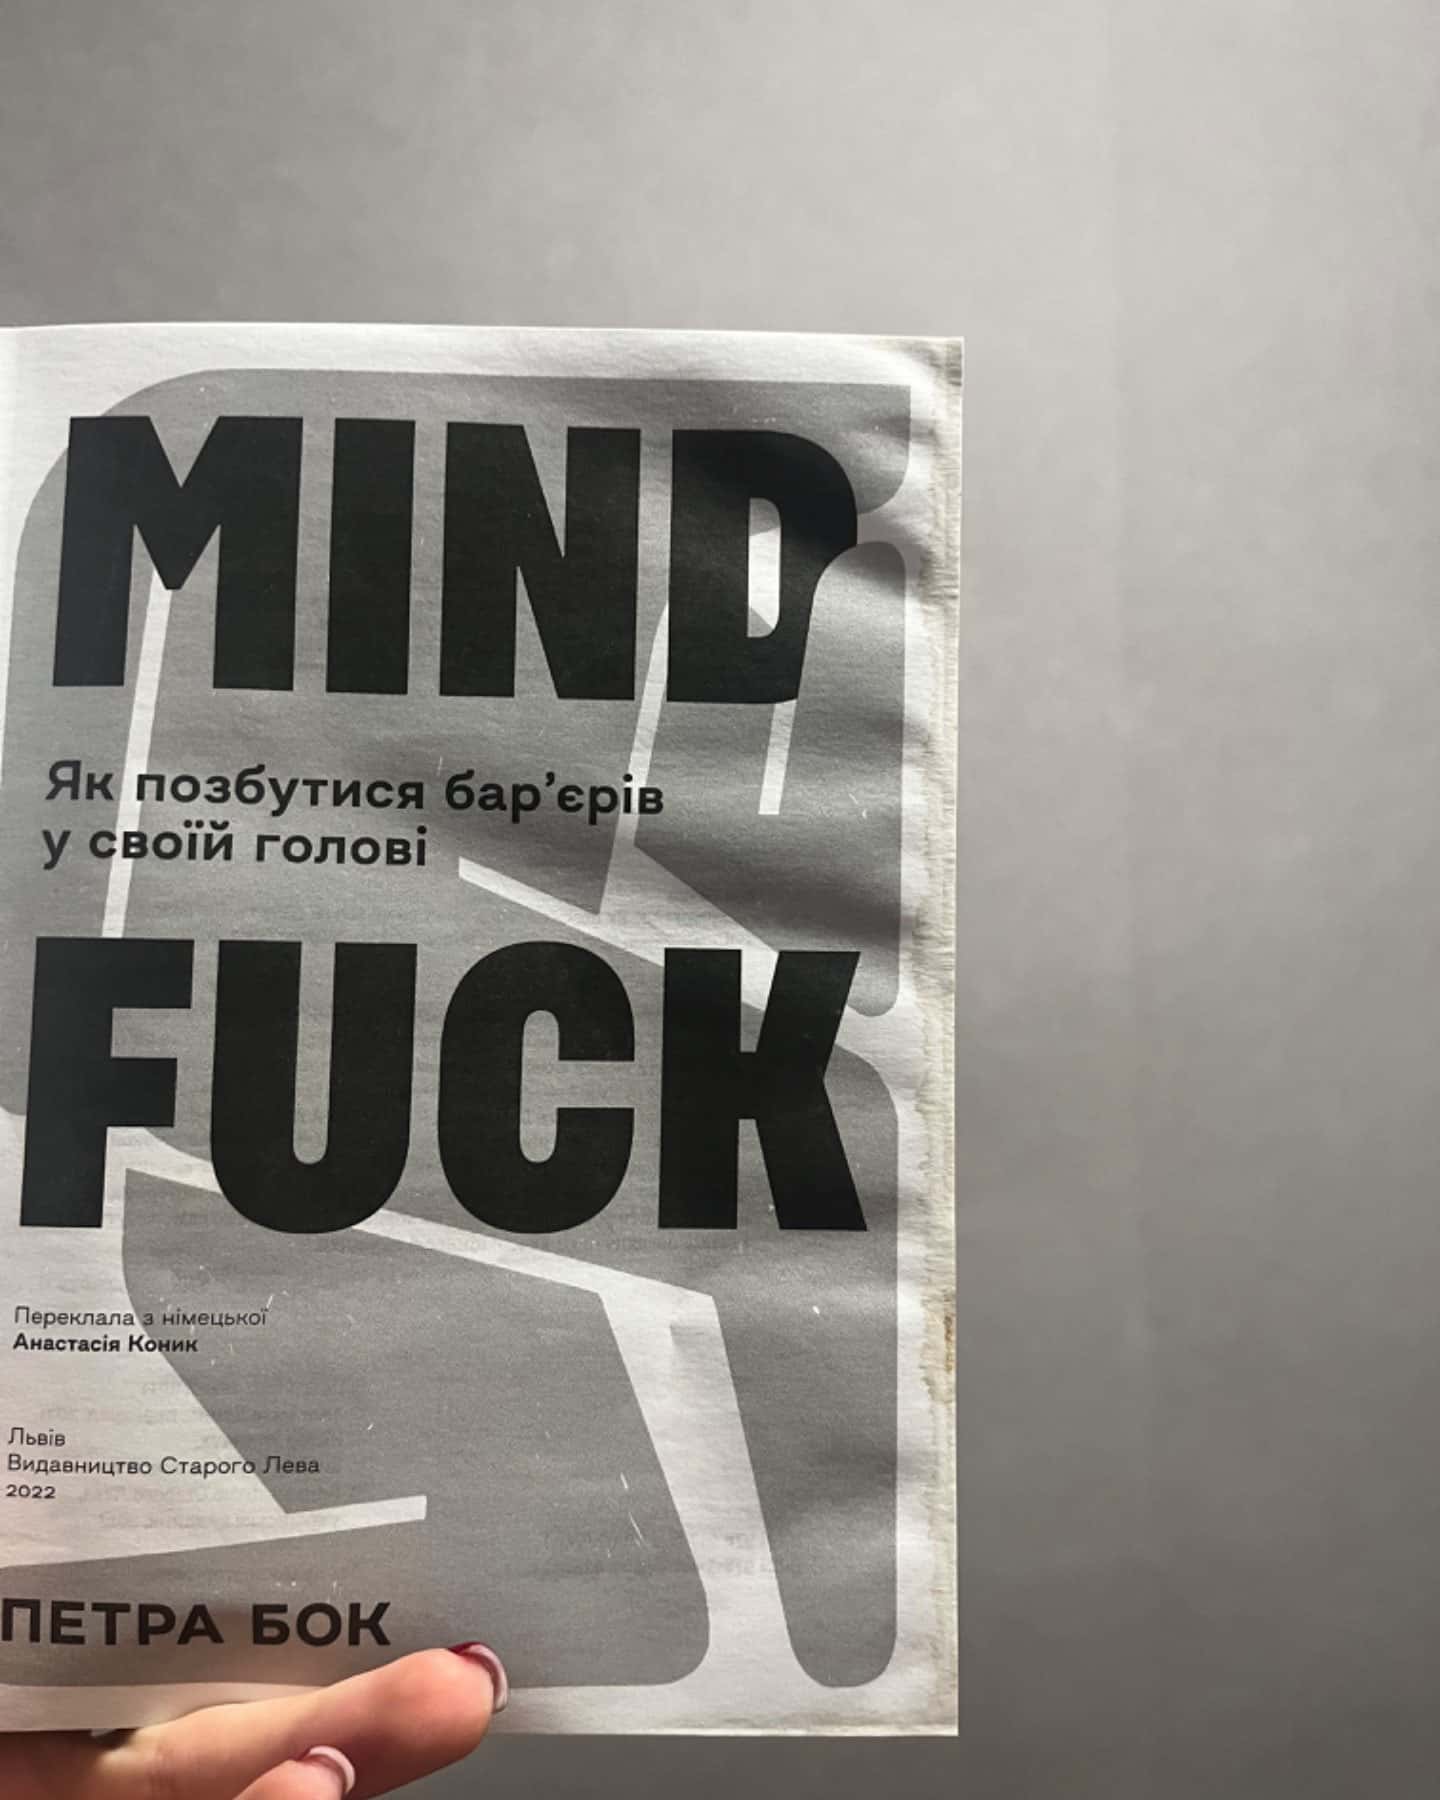 MIND
Як позбутися бар’єрів
у своїй голові
FUCK
Переклала з німецької
Анастасія Коник
Львів
Видавництво Старого Лева
2022
ПЕТРА БОК